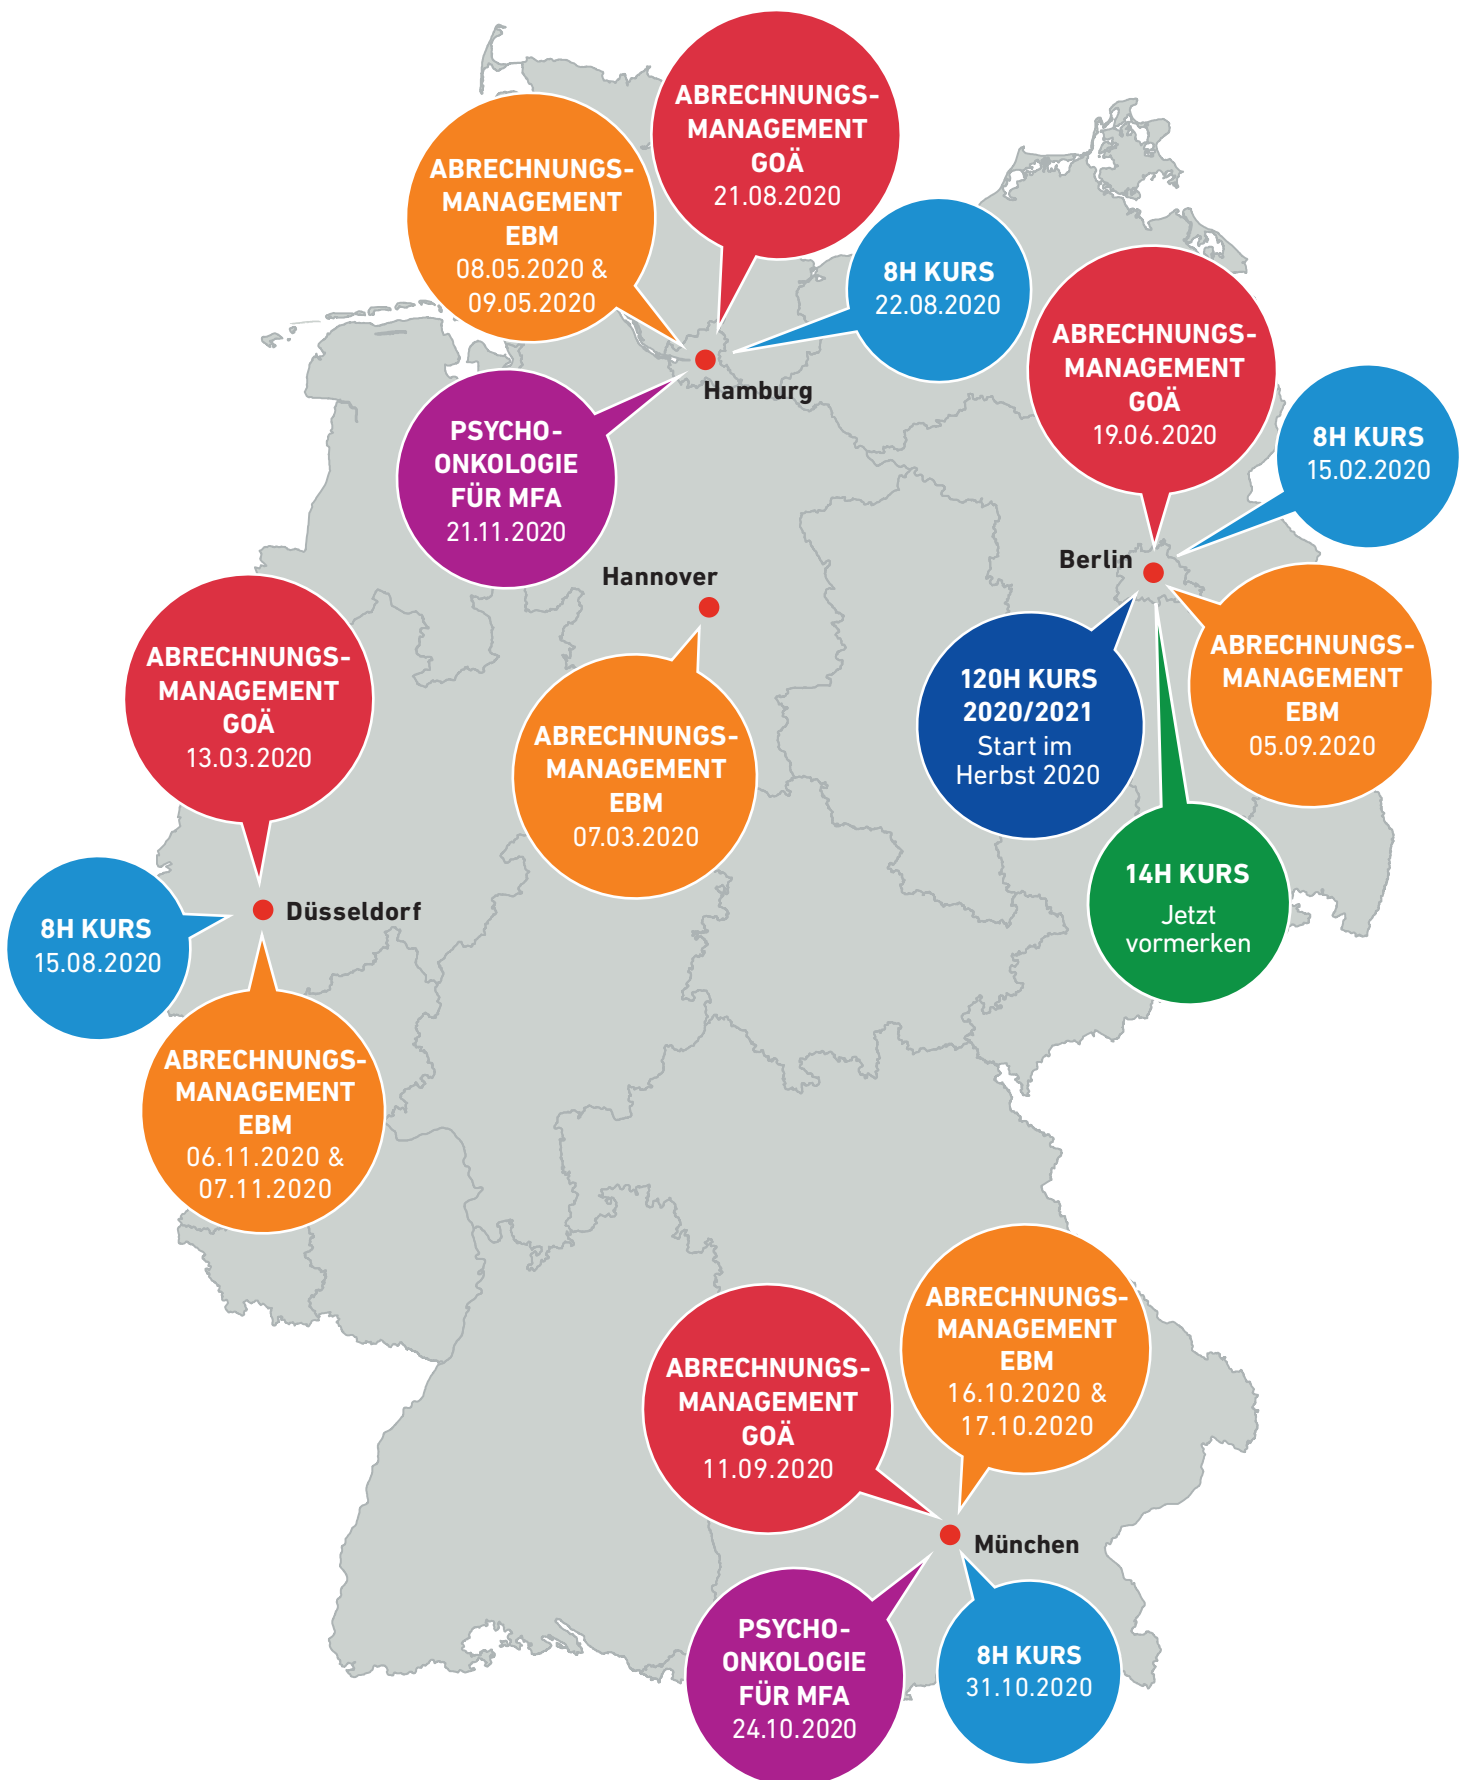 ABRECHNUNGS-
MANAGEMENT
GOÄ
21.08.2020
ABRECHNUNGS-
MANAGEMENT
EBM
08.05.2020 &
09.05.2020
8H KURS
22.08.2020
Hamburg
PSYCHO-
ONKOLOGIE
FÜR MFA
21.11.2020
ABRECHNUNGS-
MANAGEMENT
GOÄ
19.06.2020
8H KURS
15.02.2020
Berlin
Hannover
ABRECHNUNGS-
MANAGEMENT
EBM
07.03.2020
120H KURS
2020/2021
Start im
Herbst 2020
ABRECHNUNGS-
MANAGEMENT
EBM
05.09.2020
14H KURS
Jetzt
vormerken
ABRECHNUNGS-
MANAGEMENT
GOÄ
13.03.2020
Düsseldorf
8H KURS
15.08.2020
ABRECHNUNGS-
MANAGEMENT
EBM
06.11.2020 &
07.11.2020
ABRECHNUNGS-
MANAGEMENT
EBM
16.10.2020 &
17.10.2020
ABRECHNUNGS-
MANAGEMENT
GOÄ
11.09.2020
München
PSYCHO-
ONKOLOGIE
FÜR MFA
24.10.2020
8H KURS
31.10.2020